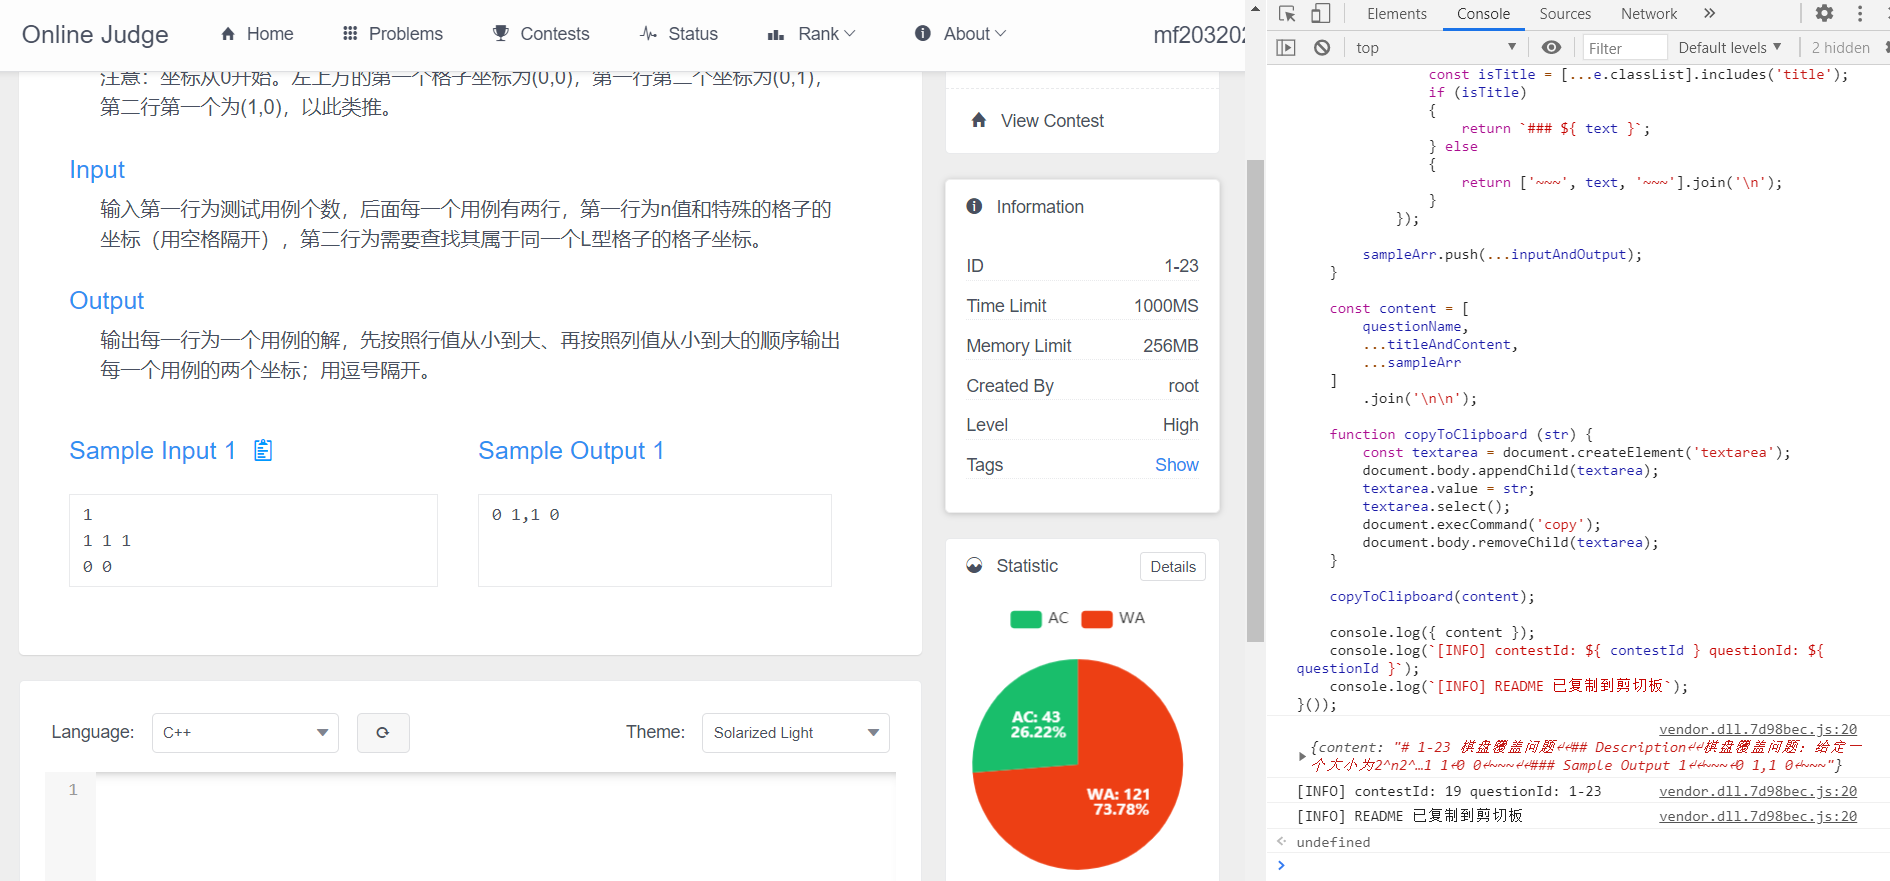 Online Judge
Home
Problems
Contests
Status
Rank
About
mf20320
注意：坐标从0开始。左上方的第一个格子坐标为(0,0)，第一行第二个坐标为(0,1)，
第二行第一个为(1,0)，以此类推。
Input
输入第一行为测试用例个数，后面每一个用例有两行，第一行为n值和特殊的格子的
坐标（用空格隔开），第二行为需要查找其属于同一个L型格子的格子坐标。
Output
输出每一行为一个用例的解，先按照行值从小到大、再按照列值从小到大的顺序输出
每一个用例的两个坐标；用逗号隔开。
Sample Input 1
1
1 1 1
0 0
Sample Output 1
0 1,1 0
Language:
C++
Theme:
Solarized Light
1
View Contest
Information
ID
1-23
Time Limit
1000MS
Memory Limit
256MB
Created By
root
Level
High
Tags
Show
Statistic
Details
AC
WA
AC: 43
26.22%
WA: 121
73.78%
Elements
Console
Sources
Network
top
Filter
Default levels
2 hidden
const isTitle = [...e.classList].includes('title');
if (isTitle)
{
return `### ${ text }`;
} else
{
return ['~~~', text, '~~~'].join('\n');
}
});
sampleArr.push(...inputAndOutput);
}
const content = [
questionName,
...titleAndContent,
...sampleArr
]
.join('\n\n');
function copyToClipboard (str) {
const textarea = document.createElement('textarea');
document.body.appendChild(textarea);
textarea.value = str;
textarea.select();
document.execCommand('copy');
document.body.removeChild(textarea);
}
copyToClipboard(content);
console.log({ content });
console.log(`[INFO] contestId: ${ contestId } questionId: ${
questionId }`);
console.log(`[INFO] README 已复制到剪切板`);
}());
vendor.dll.7d98bec.js:20
{content: "# 1-23 棋盘覆盖问题↵↵## Description↵↵棋盘覆盖问题：给定一
个大小为2^n2^…1 1↵0 0↵~~~↵↵### Sample Output 1↵↵~~~↵0 1,1 0↵~~~"}
[INFO] contestId: 19 questionId: 1-23
vendor.dll.7d98bec.js:20
[INFO] README 已复制到剪切板
vendor.dll.7d98bec.js:20
undefined